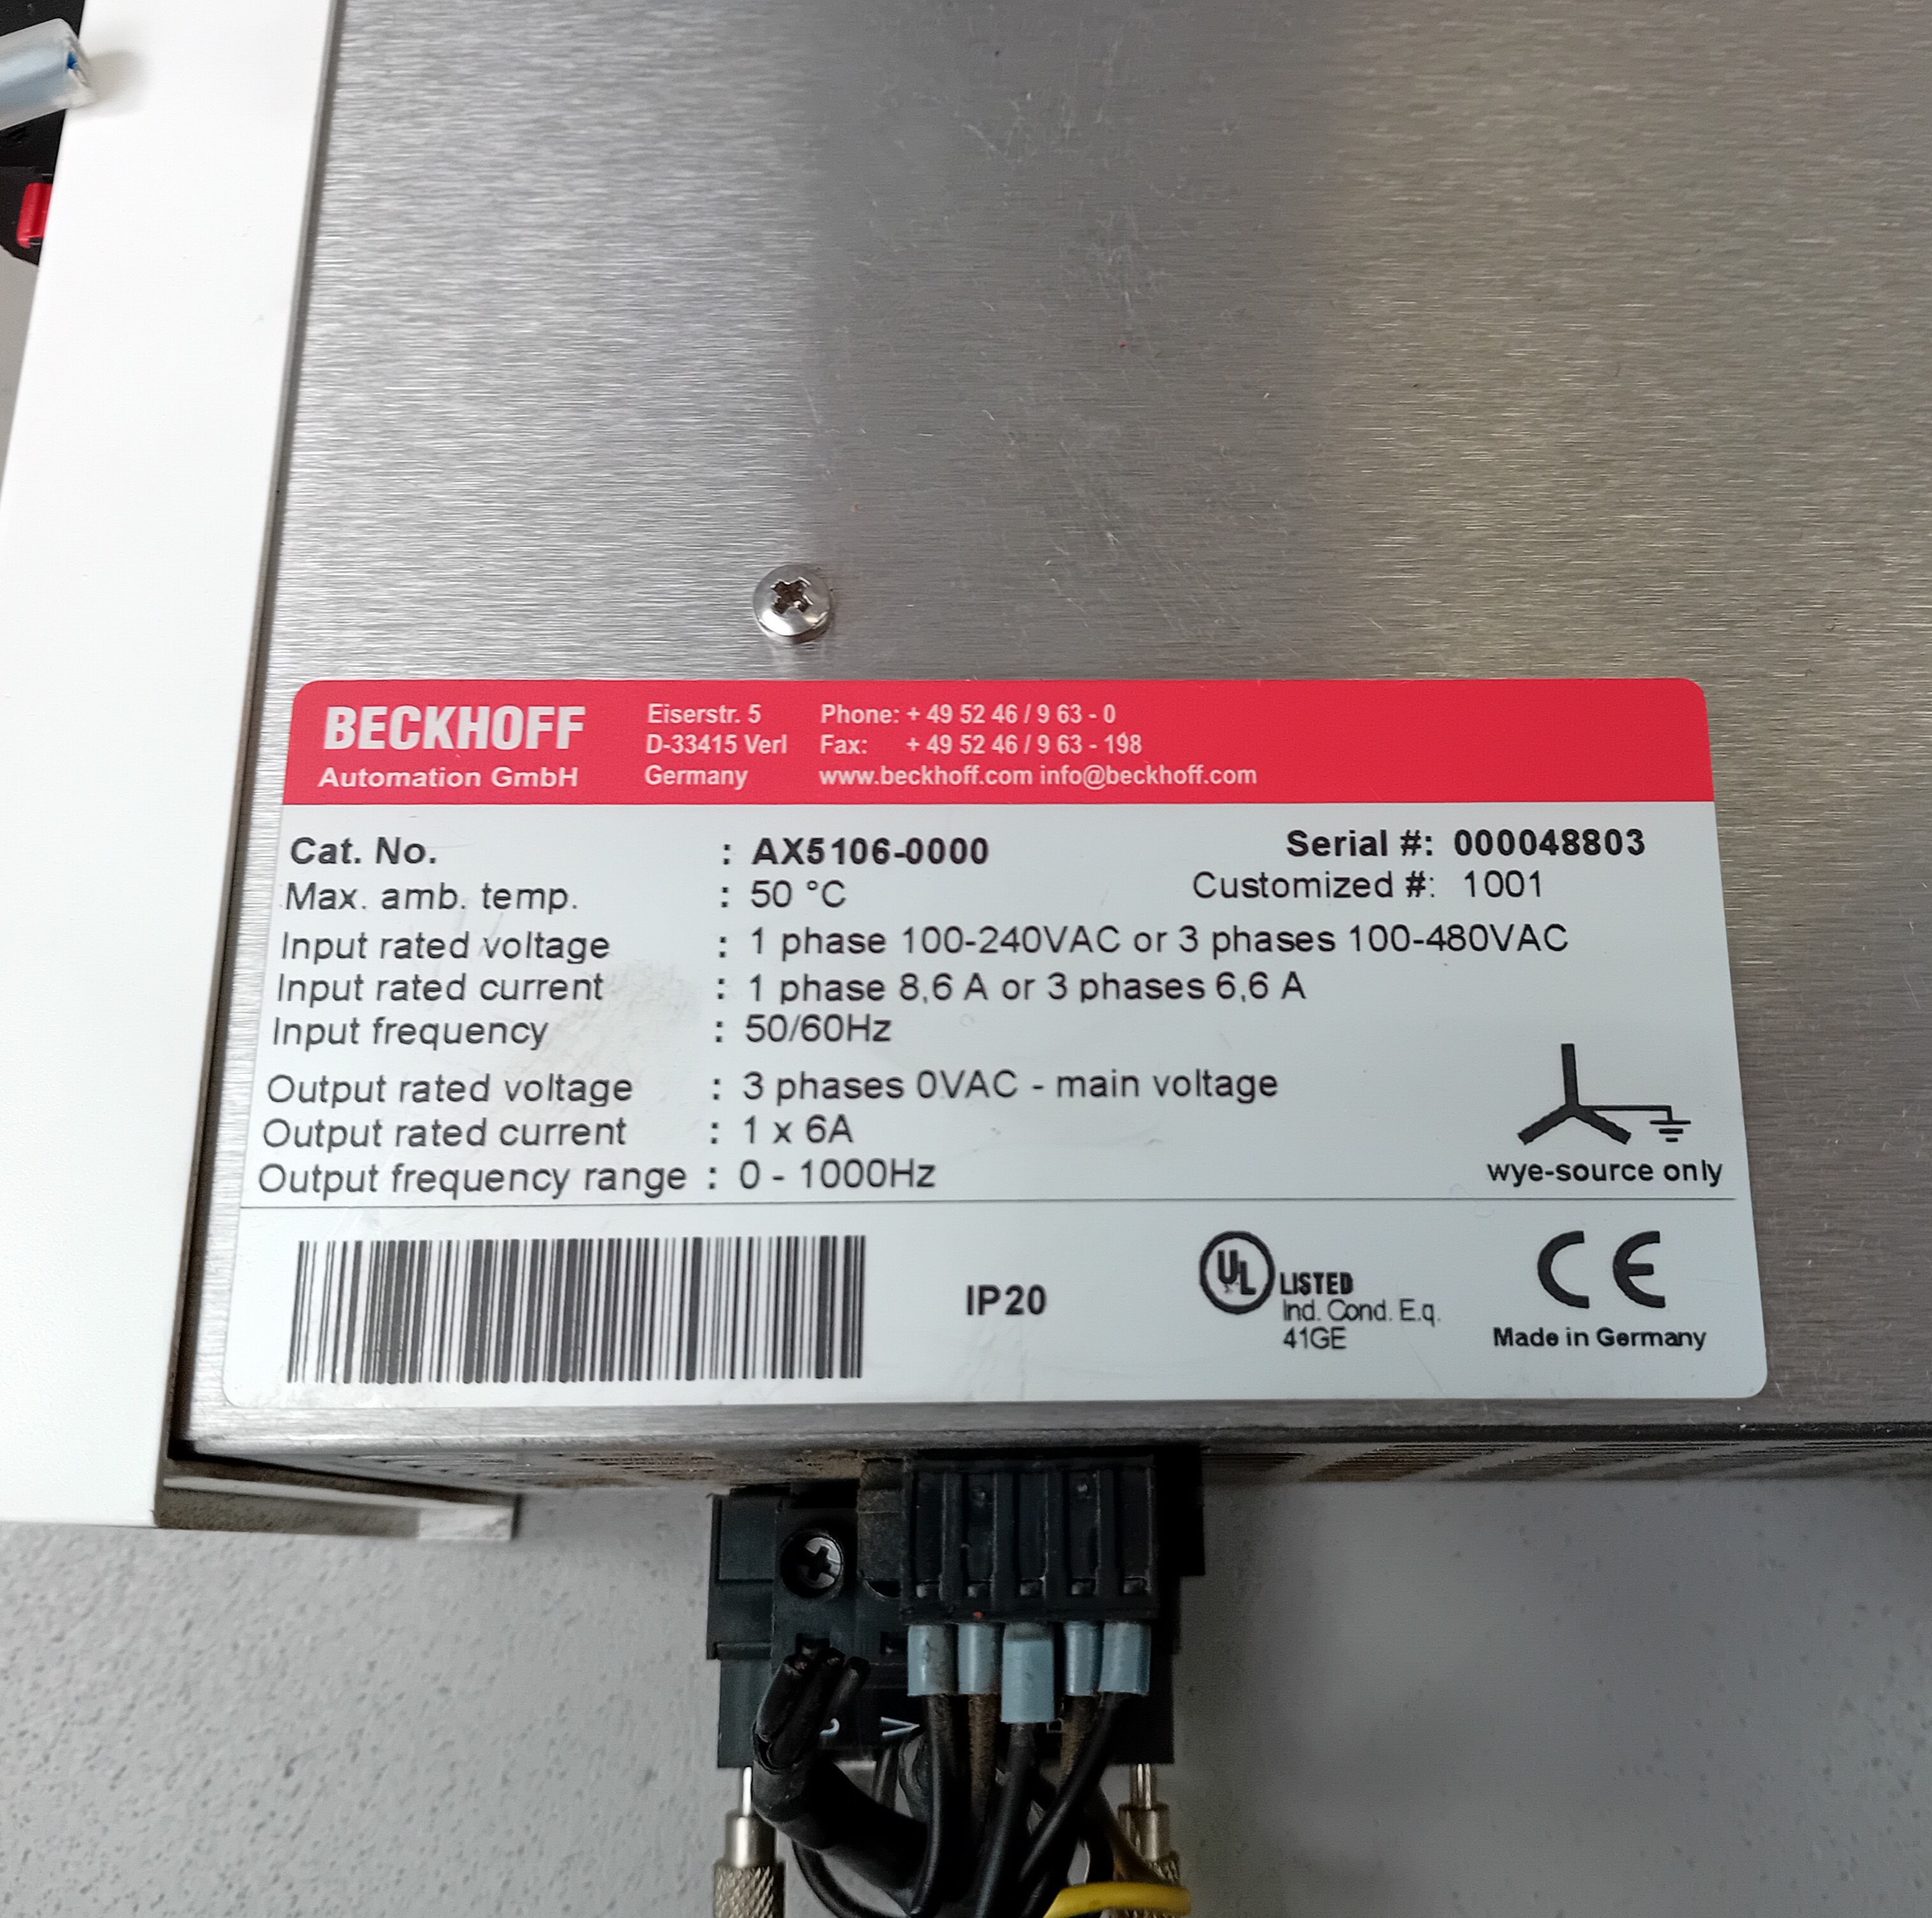 BECKHOFF
Automation GmbH
Eiserstr. 5
D-33415 Verl
Germany
Phone: + 49 52 46 / 9 63 - 0
Fax: + 49 52 46 / 9 63 - 198
www.beckhoff.com info@beckhoff.com
Cat. No. : AX5106-0000 Serial #: 000048803
Max. amb. temp. : 50 °C Customized #: 1001
Input rated voltage : 1 phase 100-240VAC or 3 phases 100-480VAC
Input rated current : 1 phase 8,6 A or 3 phases 6,6 A
Input frequency : 50/60Hz
Output rated voltage : 3 phases 0VAC - main voltage
Output rated current : 1 x 6A
Output frequency range : 0 - 1000Hz
wye-source only
IP20
UL LISTED
Ind. Cond. E.q.
41GE
CE
Made in Germany
V